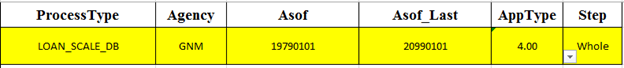 ProcessType Agency Asof Asof_Last AppType Step
LOAN_SCALE_DB GNM 19790101 20990101 4.00 Whole